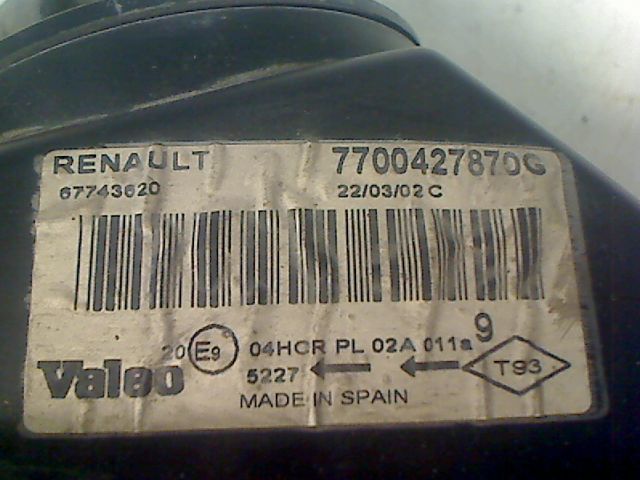 RENAULT 7700427870G
67743620 22/03/02 C
9
20 E9 04HCR PL 02A 011a
Valeo 5227 T93
MADE IN SPAIN